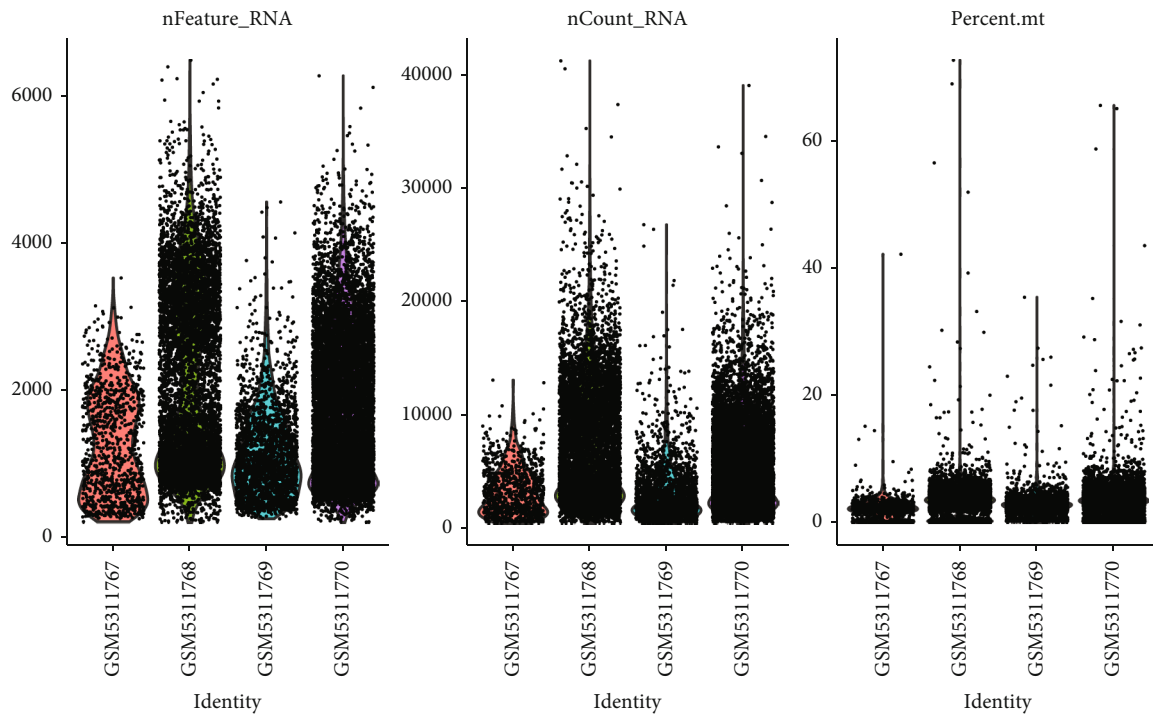 nFeature_RNA
6000
4000
2000
0
GSM5311767
GSM5311768
GSM5311769
GSM5311770
Identity
nCount_RNA
40000
30000
20000
10000
0
GSM5311767
GSM5311768
GSM5311769
GSM5311770
Identity
Percent.mt
60
40
20
0
GSM5311767
GSM5311768
GSM5311769
GSM5311770
Identity